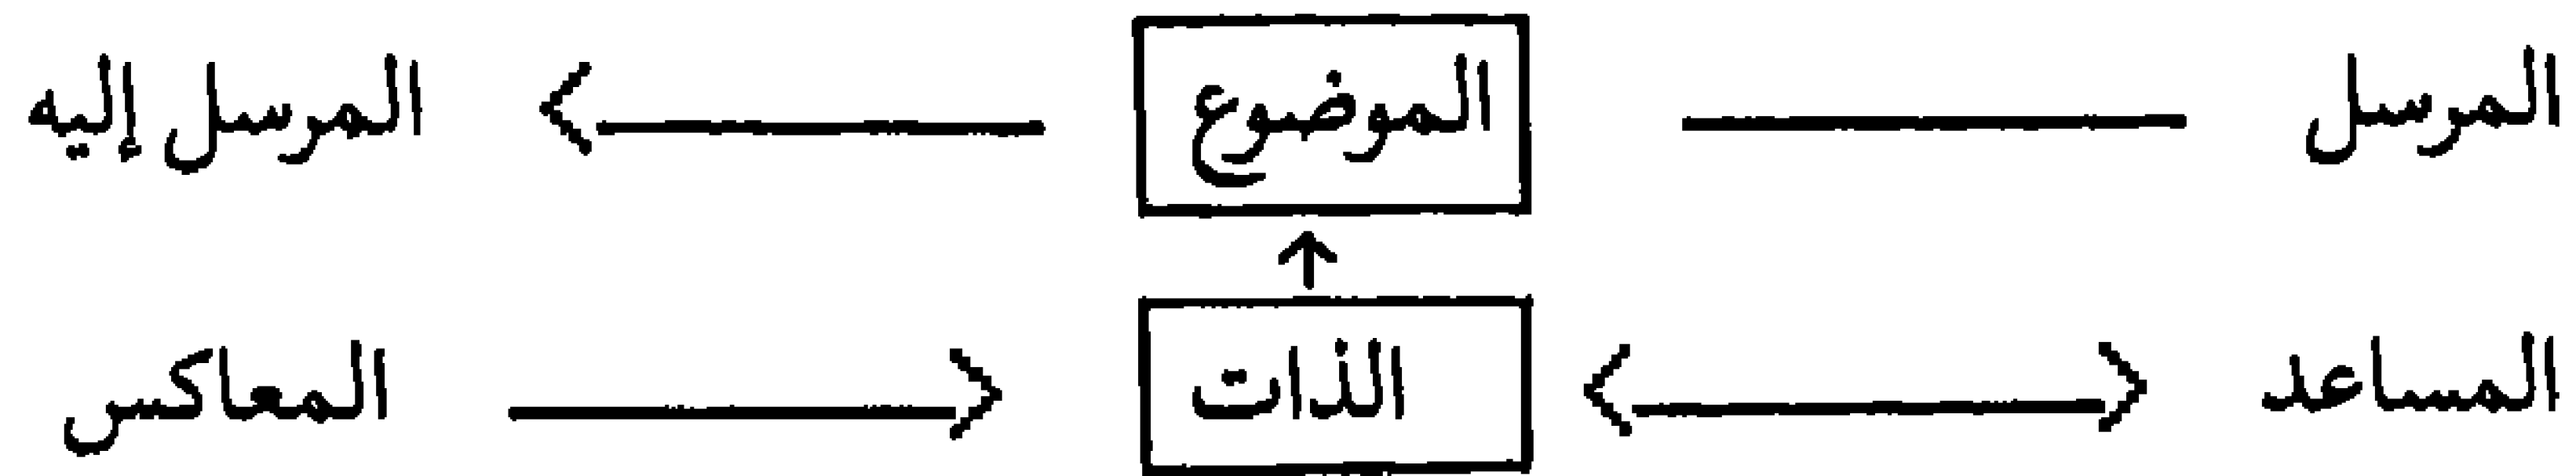 المرسل الموضوع المرسل إليه
المساعد الذات المعاكس